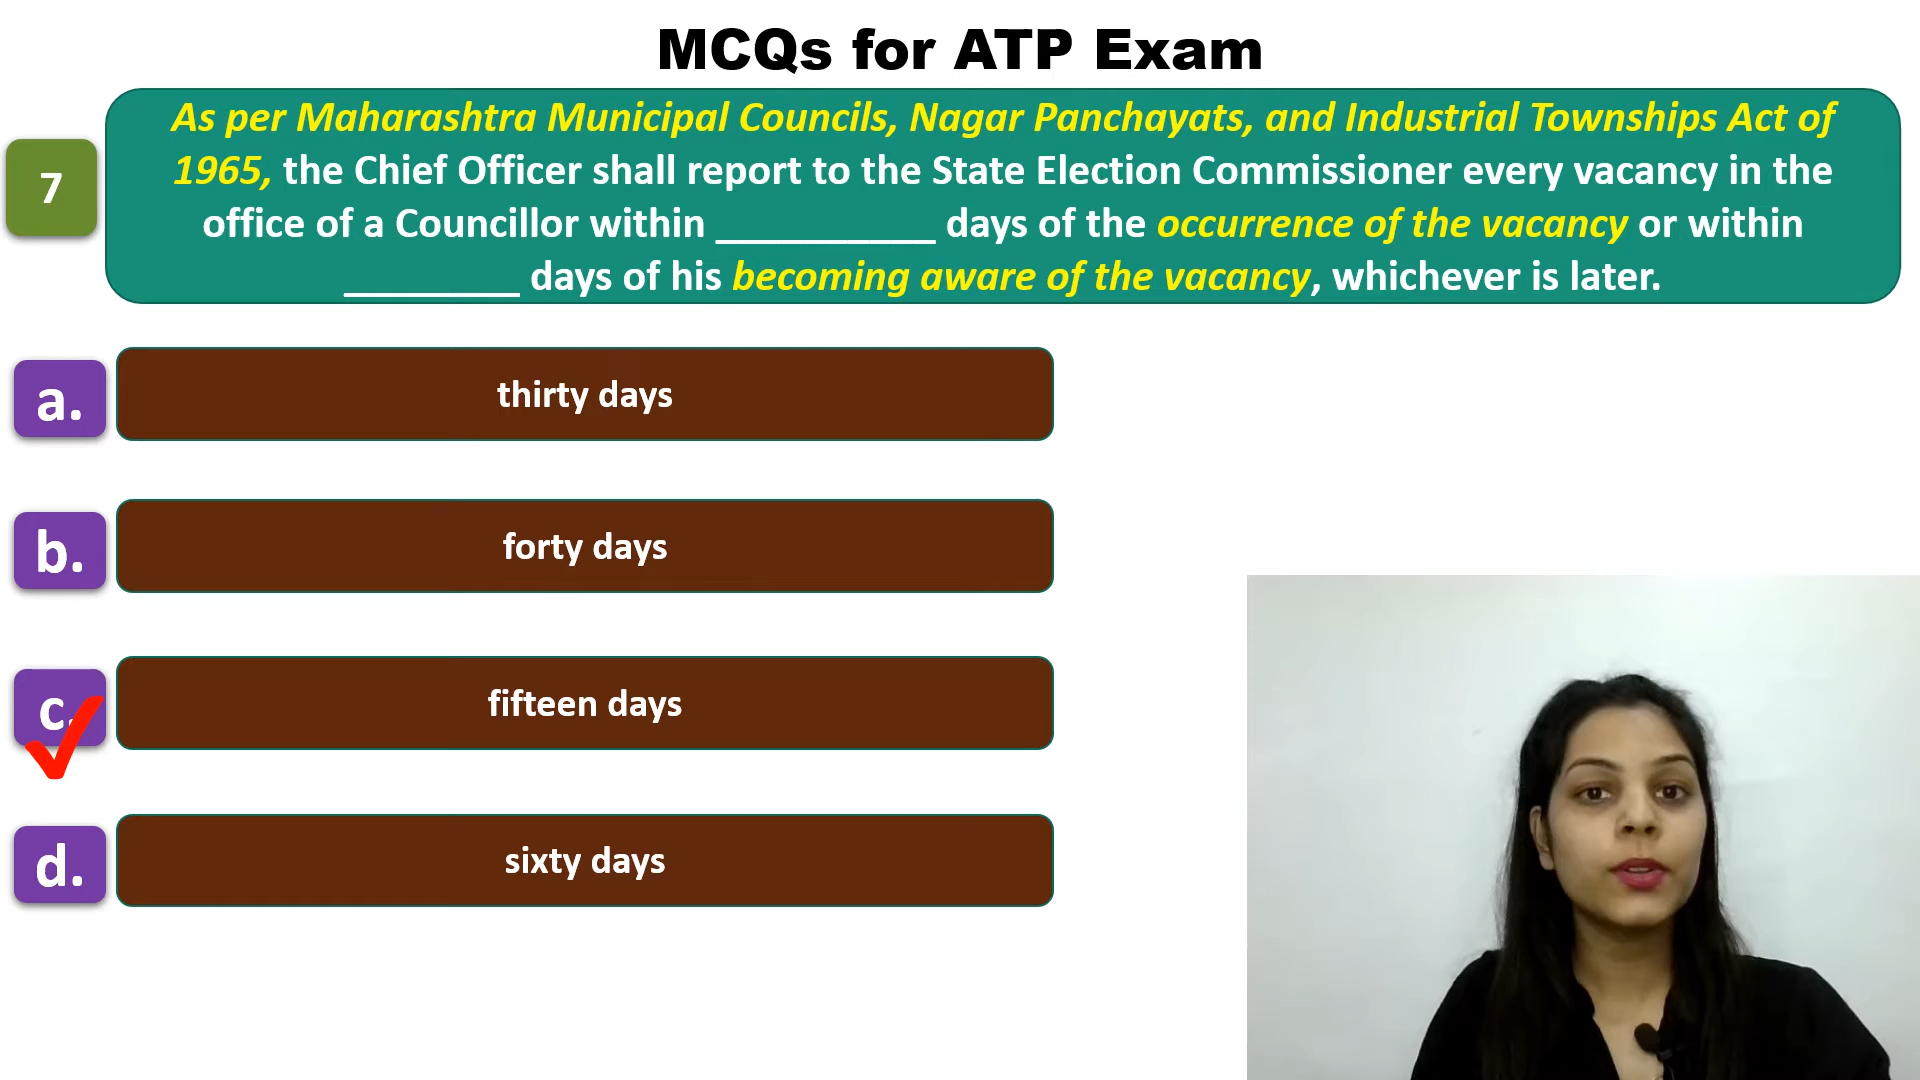 MCQs for ATP Exam
7
As per Maharashtra Municipal Councils, Nagar Panchayats, and Industrial Townships Act of
1965, the Chief Officer shall report to the State Election Commissioner every vacancy in the
office of a Councillor within __________ days of the occurrence of the vacancy or within
________ days of his becoming aware of the vacancy, whichever is later.
a. thirty days
b. forty days
c. fifteen days
d. sixty days